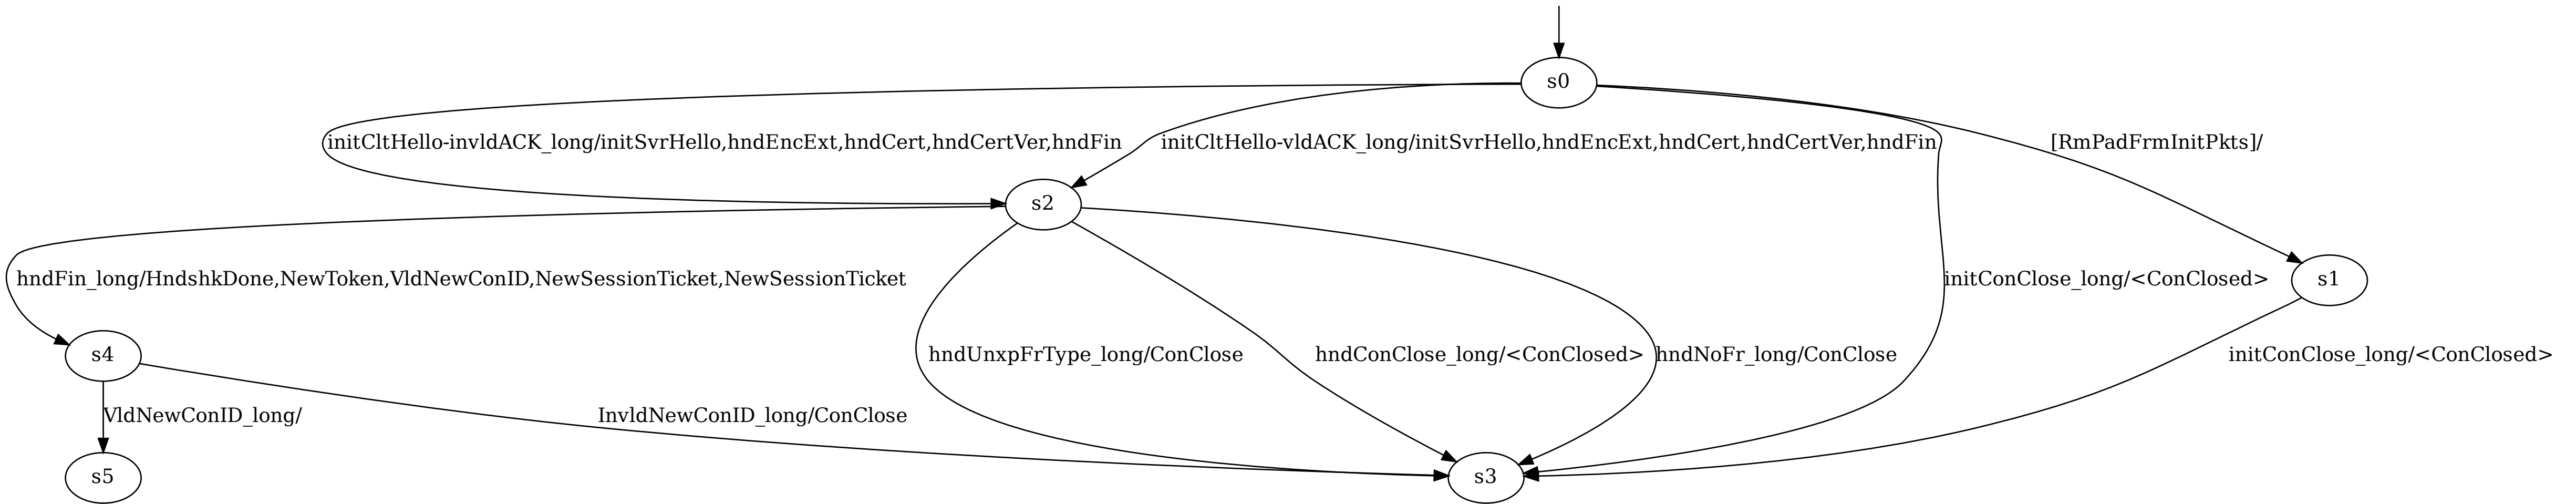 s0
initCltHello-invldACK_long/initSvrHello,hndEncExt,hndCert,hndCertVer,hndFin
initCltHello-vldACK_long/initSvrHello,hndEncExt,hndCert,hndCertVer,hndFin
[RmPadFrmInitPkts]/
s2
hndFin_long/HndshkDone,NewToken,VldNewConID,NewSessionTicket,NewSessionTicket
initConClose_long/<ConClosed>
s1
s4
hndUnxpFrType_long/ConClose
hndConClose_long/<ConClosed>
hndNoFr_long/ConClose
initConClose_long/<ConClosed>
VldNewConID_long/
InvldNewConID_long/ConClose
s5
s3